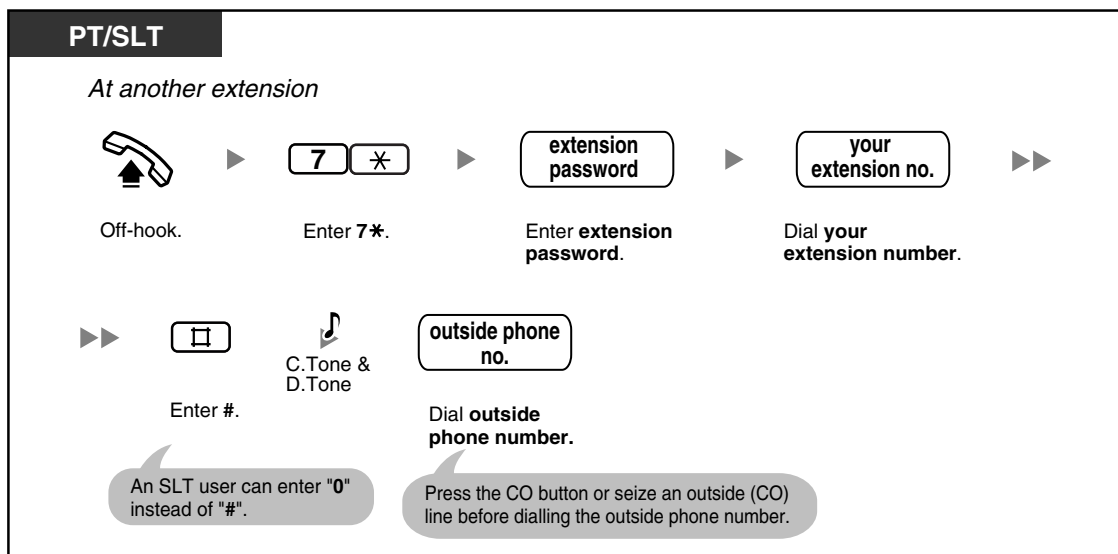 PT/SLT
At another extension
7 ✳
extension
password
your
extension no.
Off-hook.
Enter 7✳.
Enter extension
password.
Dial your
extension number.
#
C.Tone &
D.Tone
outside phone
no.
Enter #.
Dial outside
phone number.
An SLT user can enter "0"
instead of "#".
Press the CO button or seize an outside (CO)
line before dialling the outside phone number.